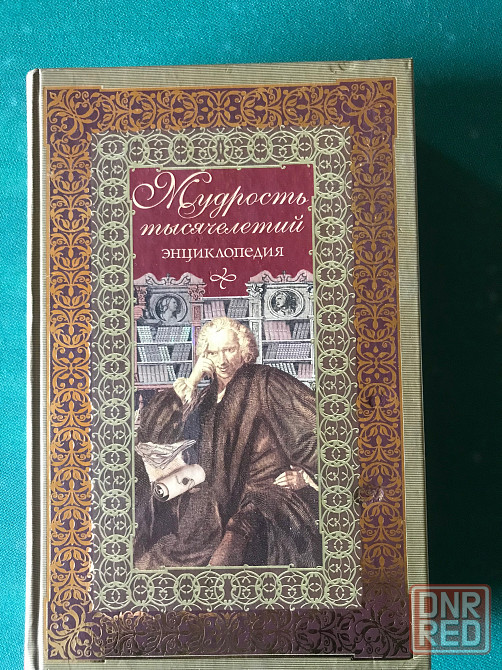 Мудрость
тысячелетий
энциклопедия
DNR
RED